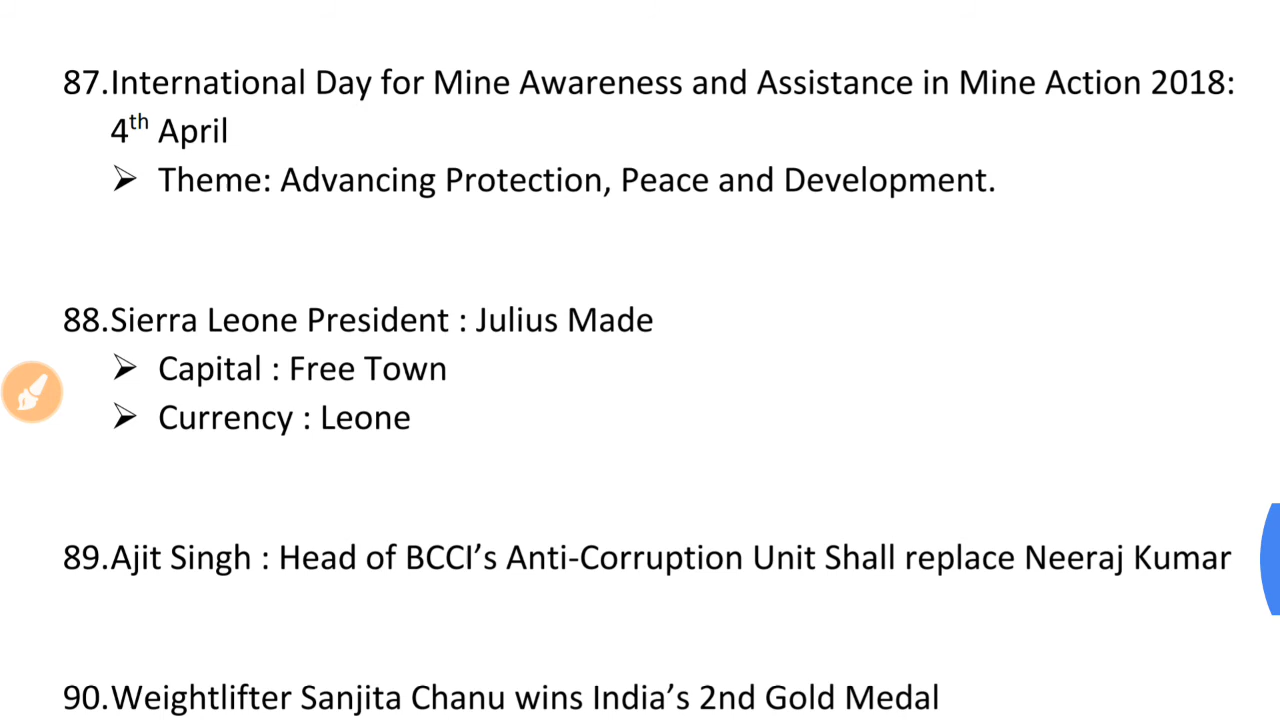 87.International Day for Mine Awareness and Assistance in Mine Action 2018:
4th April
➢ Theme: Advancing Protection, Peace and Development.
88.Sierra Leone President : Julius Made
➢ Capital : Free Town
➢ Currency : Leone
89.Ajit Singh : Head of BCCI’s Anti-Corruption Unit Shall replace Neeraj Kumar
90.Weightlifter Sanjita Chanu wins India’s 2nd Gold Medal